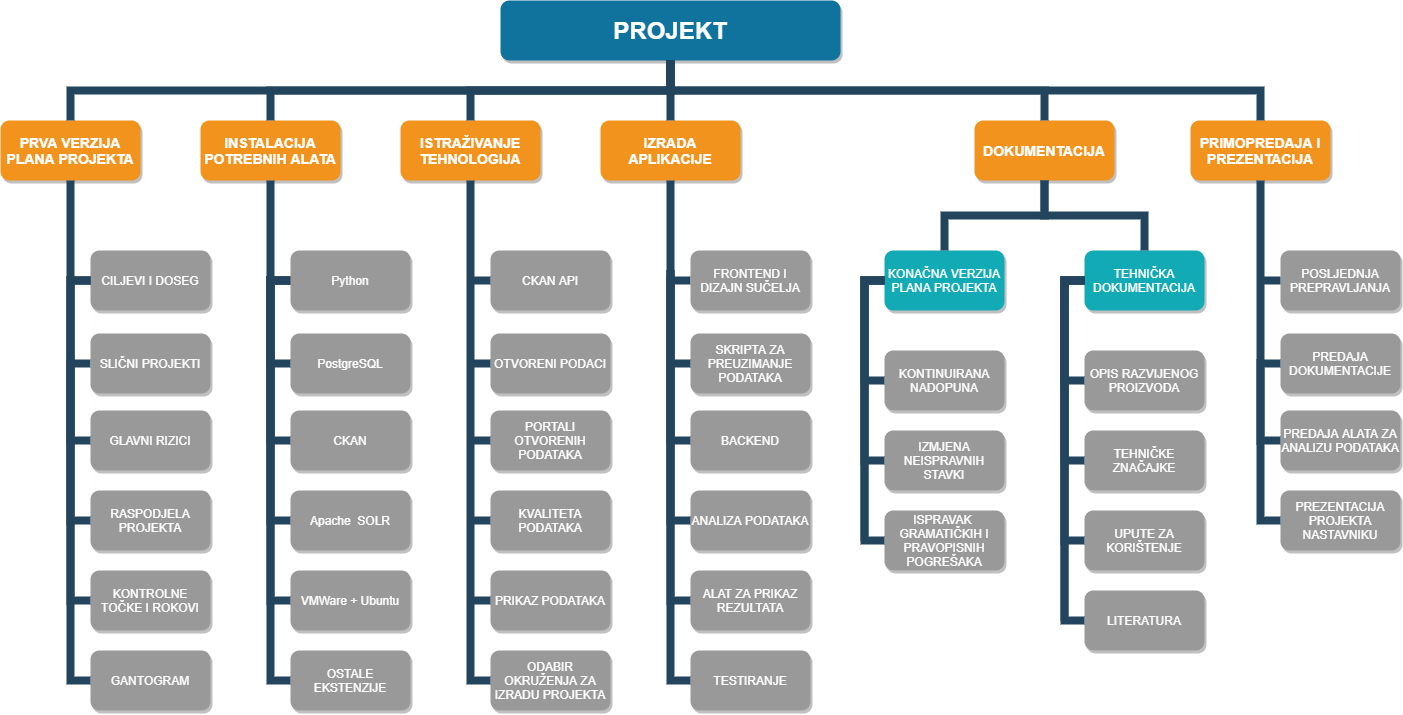 PROJEKT
PRVA VERZIJA
PLANA PROJEKTA
CILJEVI I DOSEG
SLIČNI PROJEKTI
GLAVNI RIZICI
RASPODJELA
PROJEKTA
KONTROLNE
TOČKE I ROKOVI
GANTOGRAM
INSTALACIJA
POTREBNIH ALATA
Python
PostgreSQL
CKAN
Apache SOLR
VMWare + Ubuntu
OSTALE
EKSTENZIJE
ISTRAŽIVANJE
TEHNOLOGIJA
CKAN API
OTVORENI PODACI
PORTALI
OTVORENIH
PODATAKA
KVALITETA
PODATAKA
PRIKAZ PODATAKA
ODABIR
OKRUŽENJA ZA
IZRADU PROJEKTA
IZRADA
APLIKACIJE
FRONTEND I
DIZAJN SUČELJA
SKRIPTA ZA
PREUZIMANJE
PODATAKA
BACKEND
ANALIZA PODATAKA
ALAT ZA PRIKAZ
REZULTATA
TESTIRANJE
DOKUMENTACIJA
KONAČNA VERZIJA
PLANA PROJEKTA
KONTINUIRANA
NADOPUNA
IZMJENA
NEISPRAVNIH
STAVKI
ISPRAVAK
GRAMATIČKIH I
PRAVOPISNIH
POGREŠAKA
TEHNIČKA
DOKUMENTACIJA
OPIS RAZVIJENOG
PROIZVODA
TEHNIČKE
ZNAČAJKE
UPUTE ZA
KORIŠTENJE
LITERATURA
PRIMOPREDAJA I
PREZENTACIJA
POSLJEDNJA
PREPRAVLJANJA
PREDAJA
DOKUMENTACIJE
PREDAJA ALATA ZA
ANALIZU PODATAKA
PREZENTACIJA
PROJEKTA
NASTAVNIKU